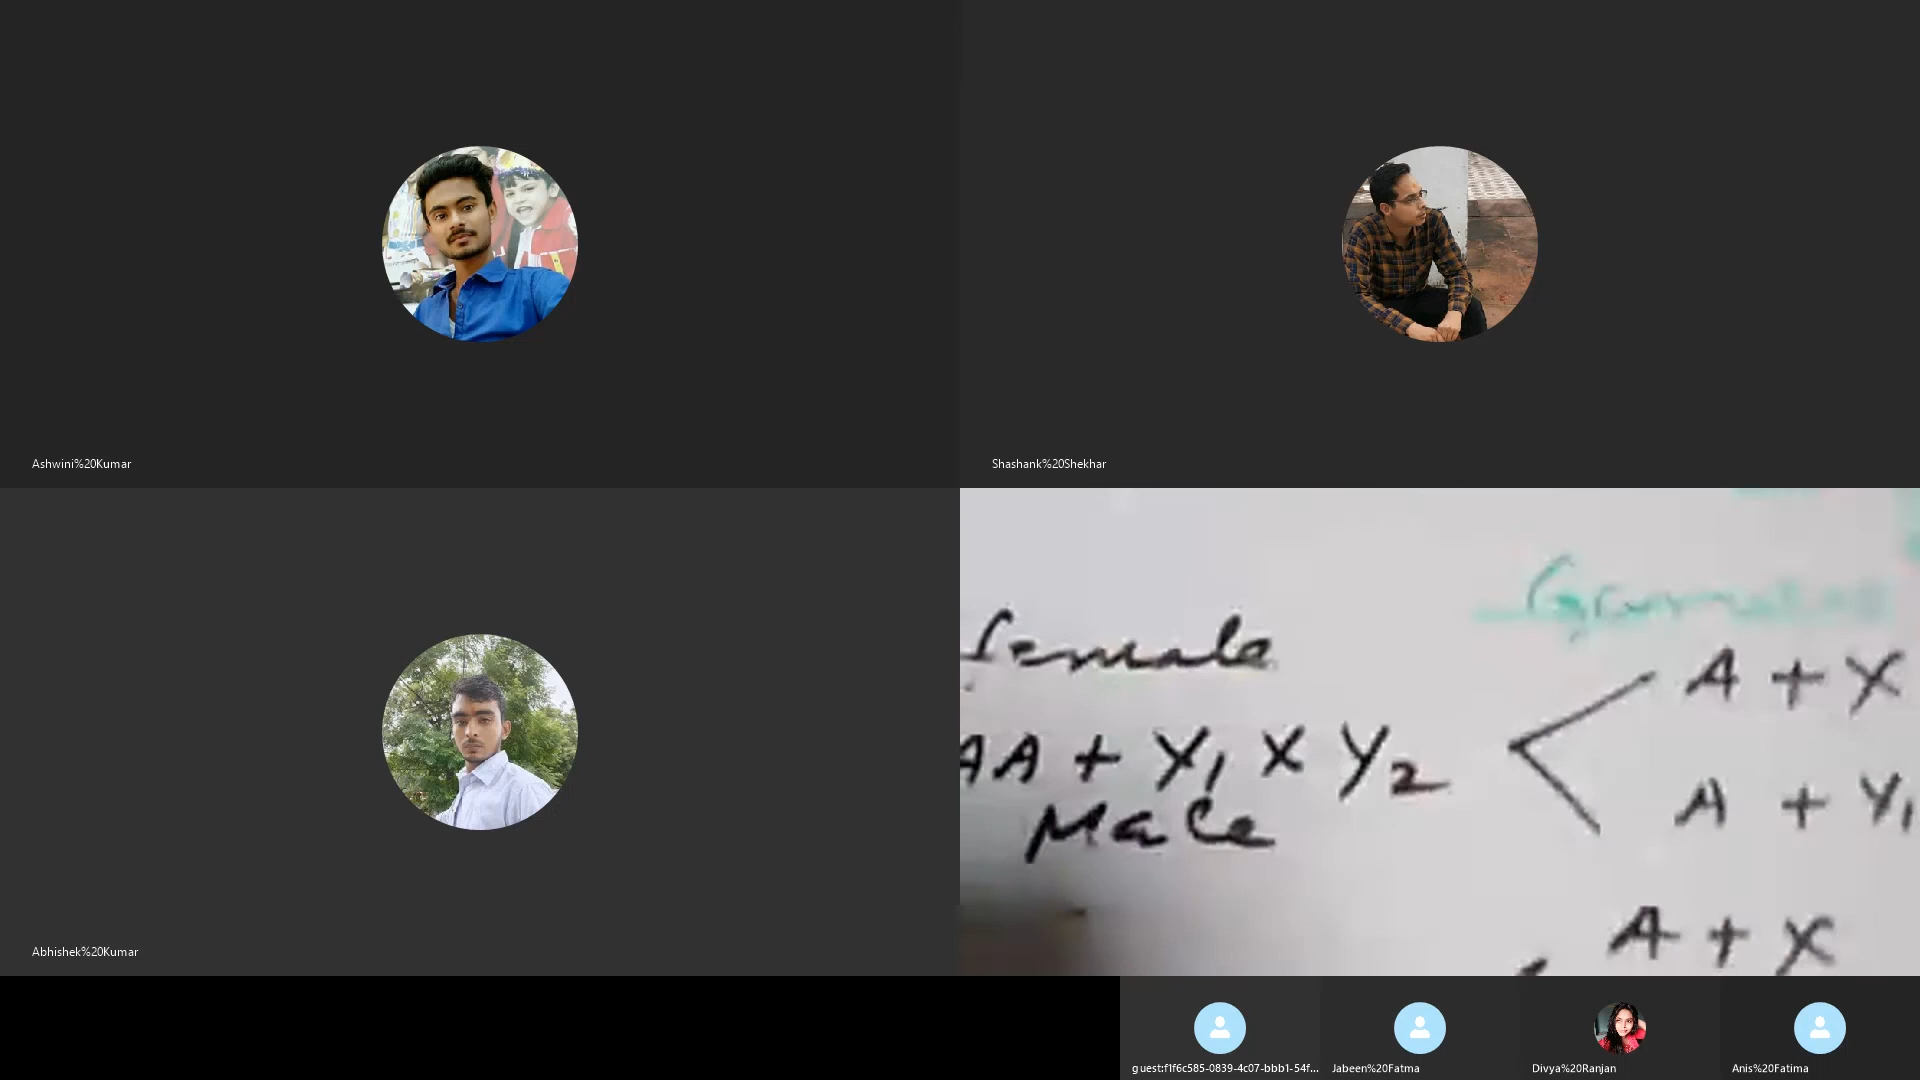 Ashwini%20Kumar
Shashank%20Shekhar
Abhishek%20Kumar
female
AA + Y1 X Y2
Male
A + X
A + Y1
A + X
guest:f1f6c585-0839-4c07-bbb1-54f...
Jabeen%20Fatma
Divya%20Ranjan
Anis%20Fatima